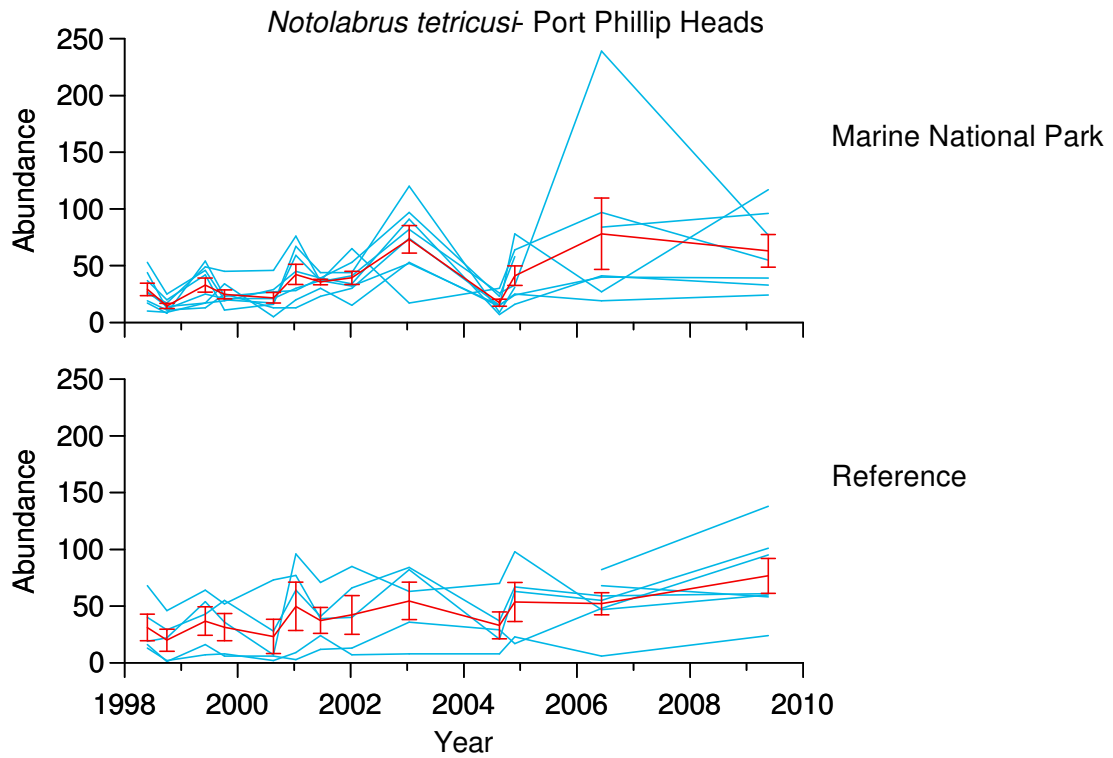 Notolabrus tetricusi- Port Phillip Heads
250
200
150
100
50
0
Abundance
Marine National Park
250
200
150
100
50
0
Abundance
Reference
1998 2000 2002 2004 2006 2008 2010
Year